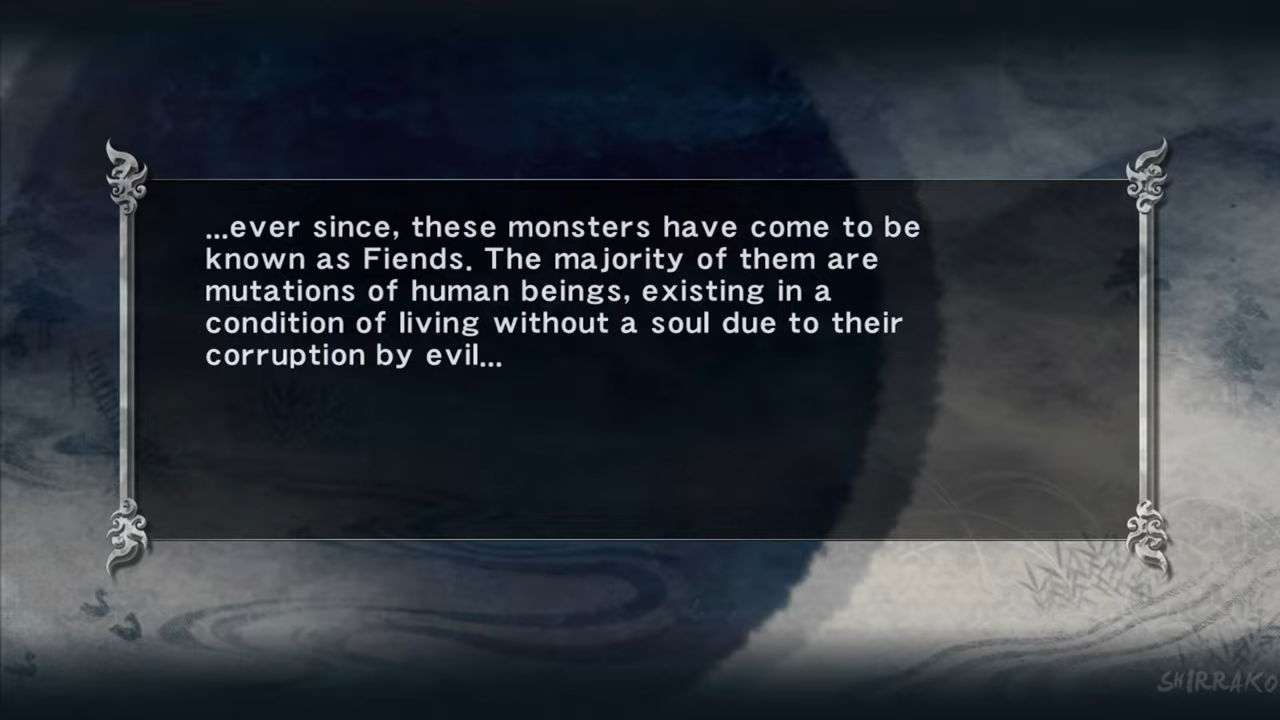 ...ever since, these monsters have come to be
known as Fiends. The majority of them are
mutations of human beings, existing in a
condition of living without a soul due to their
corruption by evil...
SHIRRAKO